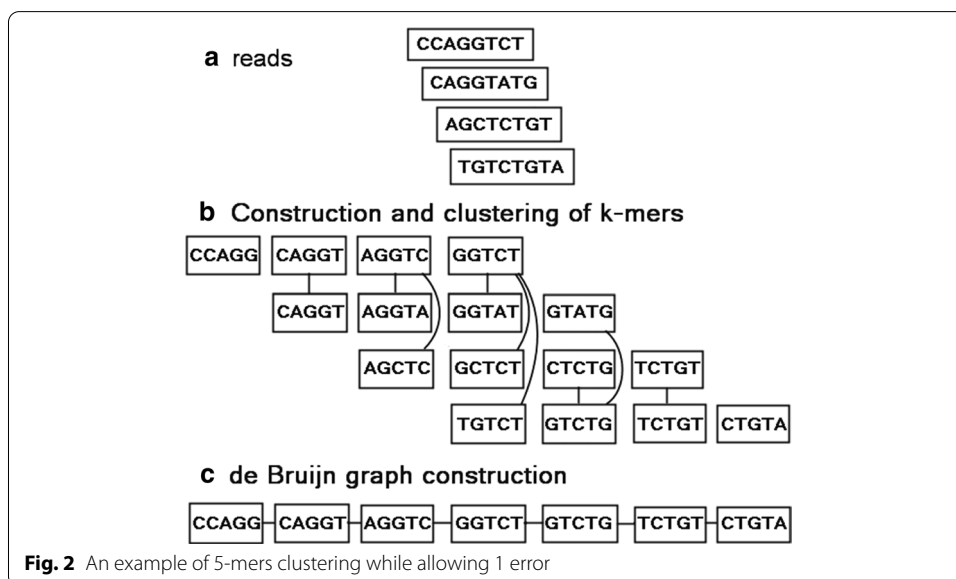 a reads
CCAGGTCT
CAGGTATG
AGCTCTGT
TGTCTGTA
b Construction and clustering of k-mers
CCAGG CAGGT AGGTC GGTCT
CAGGT AGGTA GGTAT GTATG
AGCTC GCTCT CTCTG TCTGT
TGTCT GTCTG TCTGT CTGTA
c de Bruijn graph construction
CCAGG CAGGT AGGTC GGTCT GTCTG TCTGT CTGTA
Fig. 2 An example of 5-mers clustering while allowing 1 error